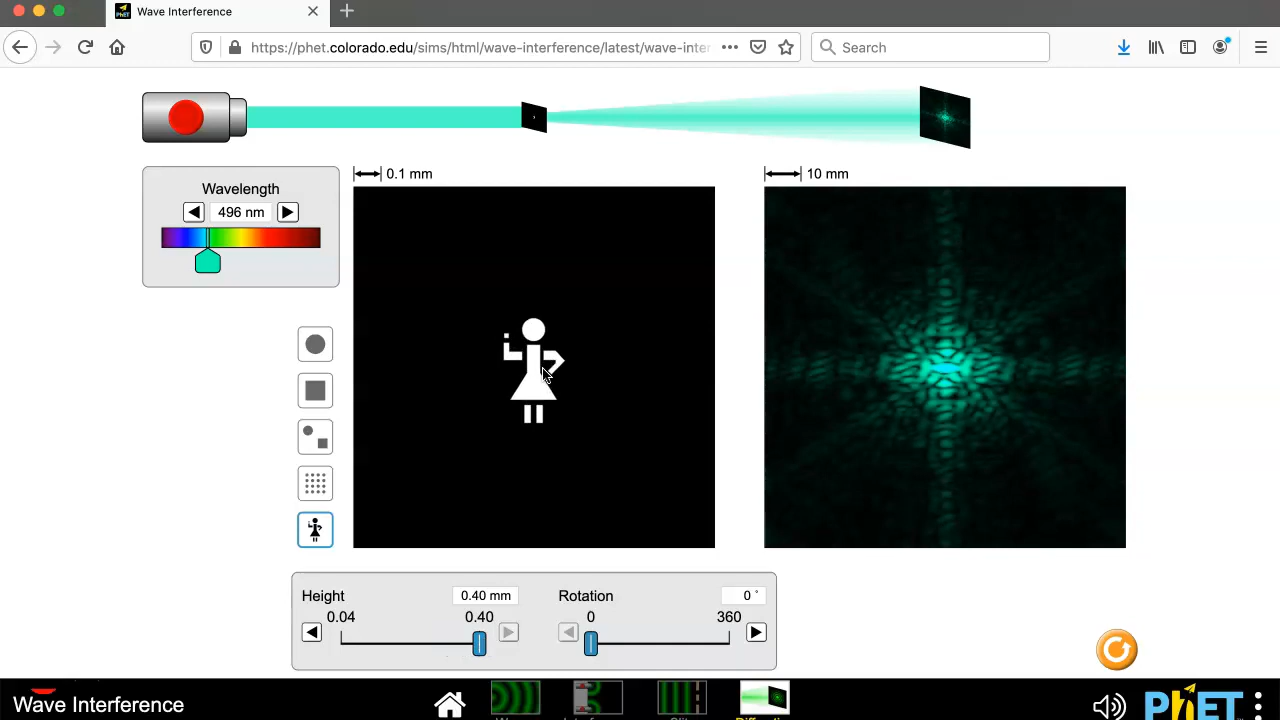 Wave Interference
https://phet.colorado.edu/sims/html/wave-interference/latest/wave-inter
Search
0.1 mm
10 mm
Wavelength
496 nm
Height
0.40 mm
0.04
0.40
Rotation
0 °
0
360
Wave Interference
PhET